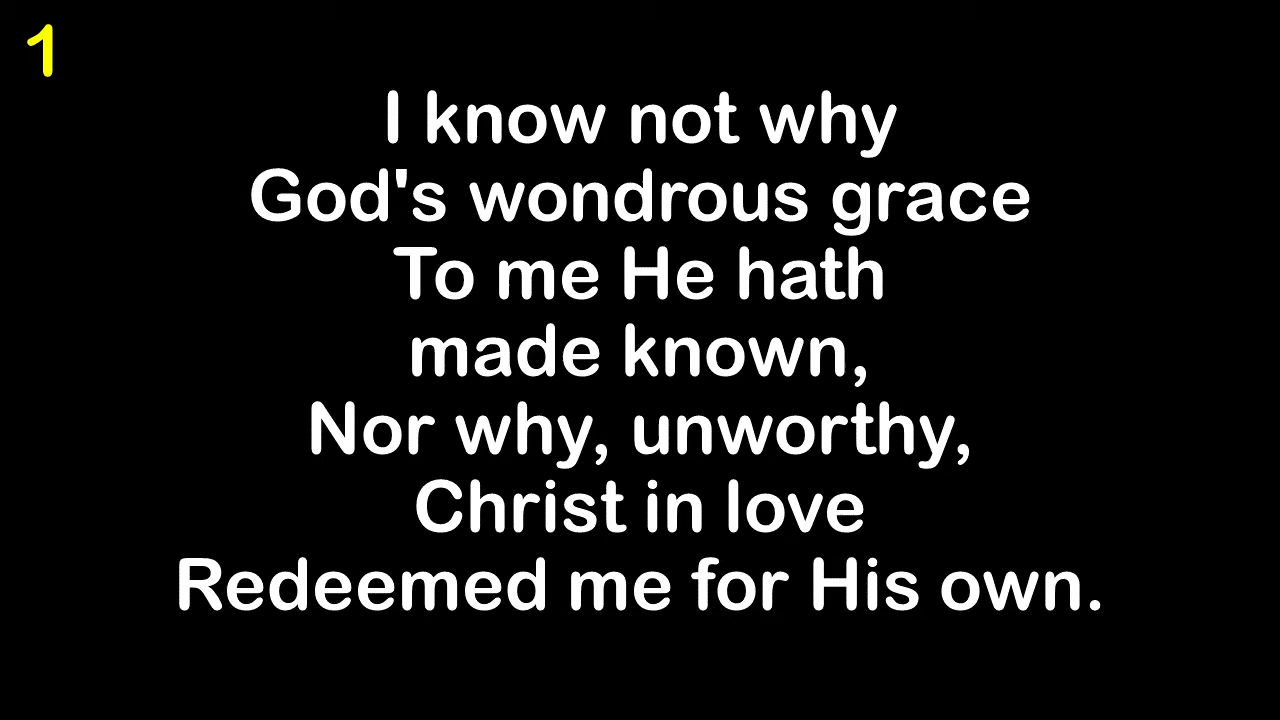 1
I know not why
God's wondrous grace
To me He hath
made known,
Nor why, unworthy,
Christ in love
Redeemed me for His own.